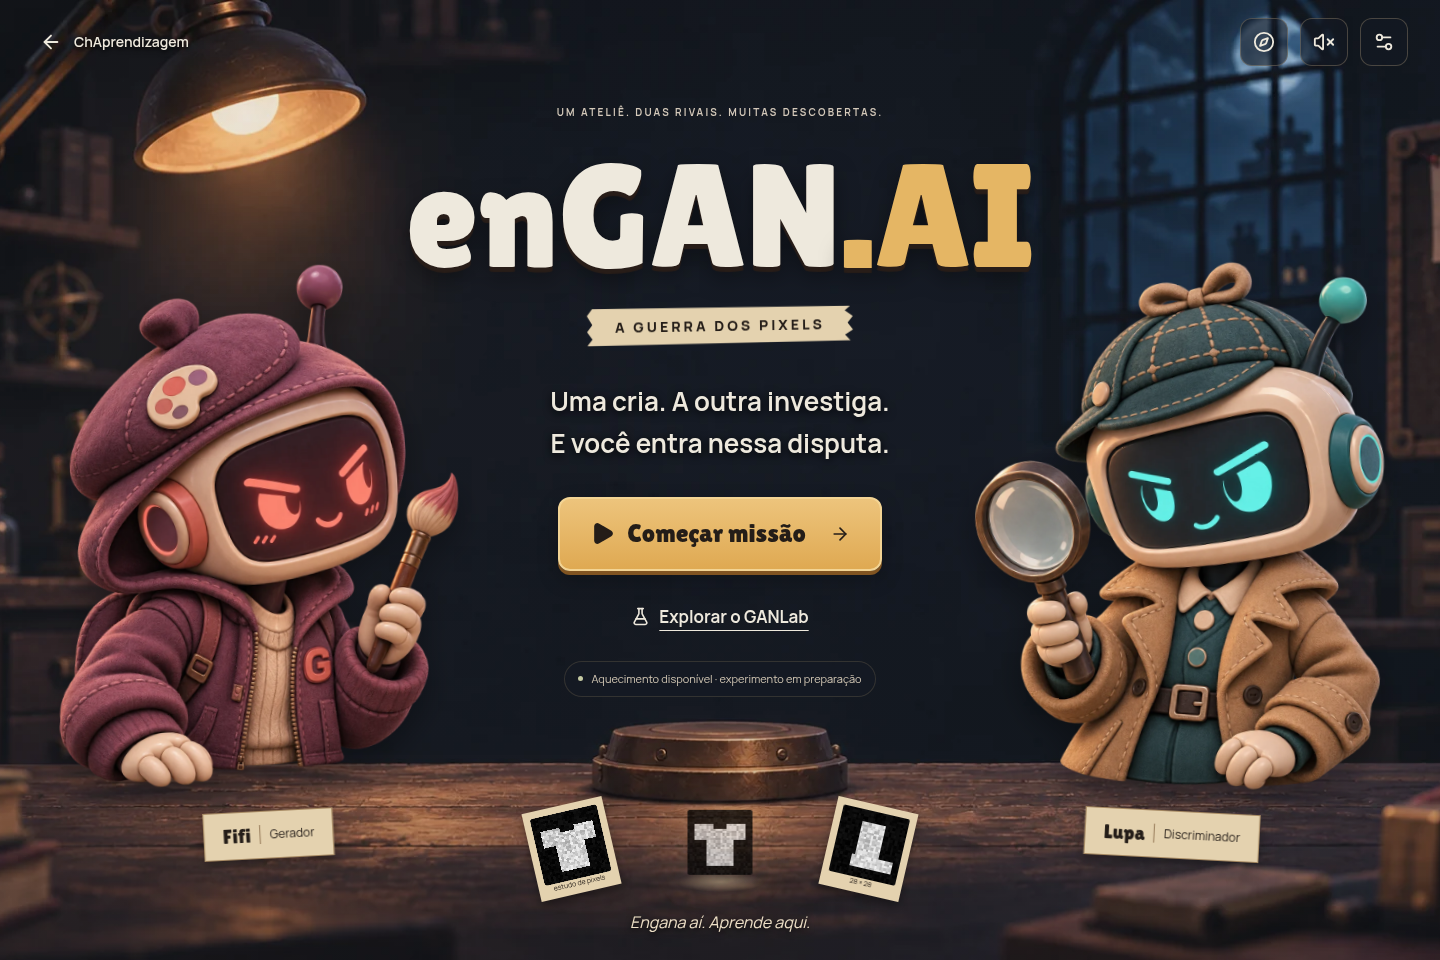 ChAprendizagem
UM ATELIÊ. DUAS RIVAIS. MUITAS DESCOBERTAS.
enGAN.AI
A GUERRA DOS PIXELS
Uma cria. A outra investiga.
E você entra nessa disputa.
Começar missão
Explorar o GANLab
Aquecimento disponível · experimento em preparação
G
Fifi | Gerador
estudo de pixels
28 × 28
Lupa | Discriminador
Engana aí. Aprende aqui.